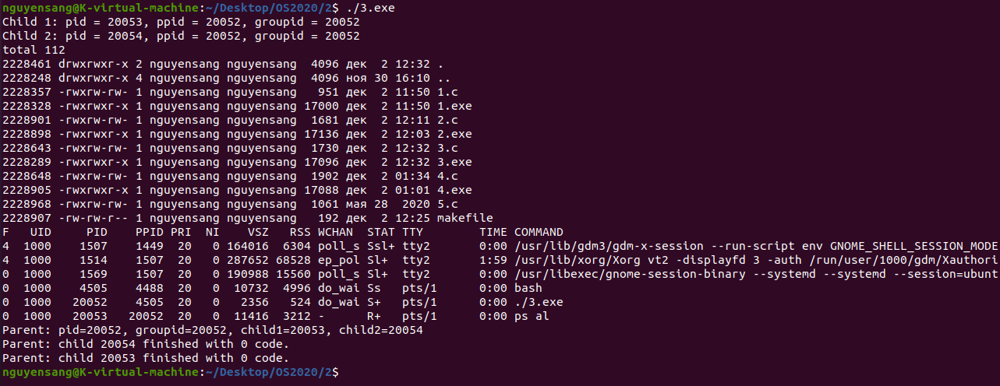 nguyensang@K-virtual-machine:~/Desktop/OS2020/2$ ./3.exe
Child 1: pid = 20053, ppid = 20052, groupid = 20052
Child 2: pid = 20054, ppid = 20052, groupid = 20052
total 112
2228461 drwxrwxr-x 2 nguyensang nguyensang  4096 дек  2 12:32 .
2228248 drwxrwxr-x 4 nguyensang nguyensang  4096 ноя 30 16:10 ..
2228357 -rwxrw-rw- 1 nguyensang nguyensang   951 дек  2 11:50 1.c
2228328 -rwxrwxr-x 1 nguyensang nguyensang 17000 дек  2 11:50 1.exe
2228901 -rwxrw-rw- 1 nguyensang nguyensang  1681 дек  2 12:11 2.c
2228898 -rwxrwxr-x 1 nguyensang nguyensang 17136 дек  2 12:03 2.exe
2228643 -rwxrw-rw- 1 nguyensang nguyensang  1730 дек  2 12:32 3.c
2228289 -rwxrwxr-x 1 nguyensang nguyensang 17096 дек  2 12:32 3.exe
2228648 -rwxrw-rw- 1 nguyensang nguyensang  1902 дек  2 01:34 4.c
2228905 -rwxrwxr-x 1 nguyensang nguyensang 17088 дек  2 01:01 4.exe
2228968 -rwxrw-rw- 1 nguyensang nguyensang  1061 мая 28  2020 5.c
2228907 -rw-rw-r-- 1 nguyensang nguyensang   192 дек  2 12:25 makefile
F   UID     PID    PPID PRI  NI    VSZ   RSS WCHAN  STAT TTY        TIME COMMAND
4  1000    1507    1449  20   0 164016  6304 poll_s Ssl+ tty2       0:00 /usr/lib/gdm3/gdm-x-session --run-script env GNOME_SHELL_SESSION_MODE
4  1000    1514    1507  20   0 287652 68528 ep_pol Sl+  tty2       1:59 /usr/lib/xorg/Xorg vt2 -displayfd 3 -auth /run/user/1000/gdm/Xauthori
0  1000    1569    1507  20   0 190988 15560 poll_s Sl+  tty2       0:00 /usr/libexec/gnome-session-binary --systemd --systemd --session=ubunt
0  1000    4505    4488  20   0  10732  4996 do_wai Ss   pts/1      0:00 bash
0  1000   20052    4505  20   0   2356   524 do_wai S+   pts/1      0:00 ./3.exe
0  1000   20053   20052  20   0  11416  3212 -      R+   pts/1      0:00 ps al
Parent: pid=20052, groupid=20052, child1=20053, child2=20054
Parent: child 20054 finished with 0 code.
Parent: child 20053 finished with 0 code.
nguyensang@K-virtual-machine:~/Desktop/OS2020/2$